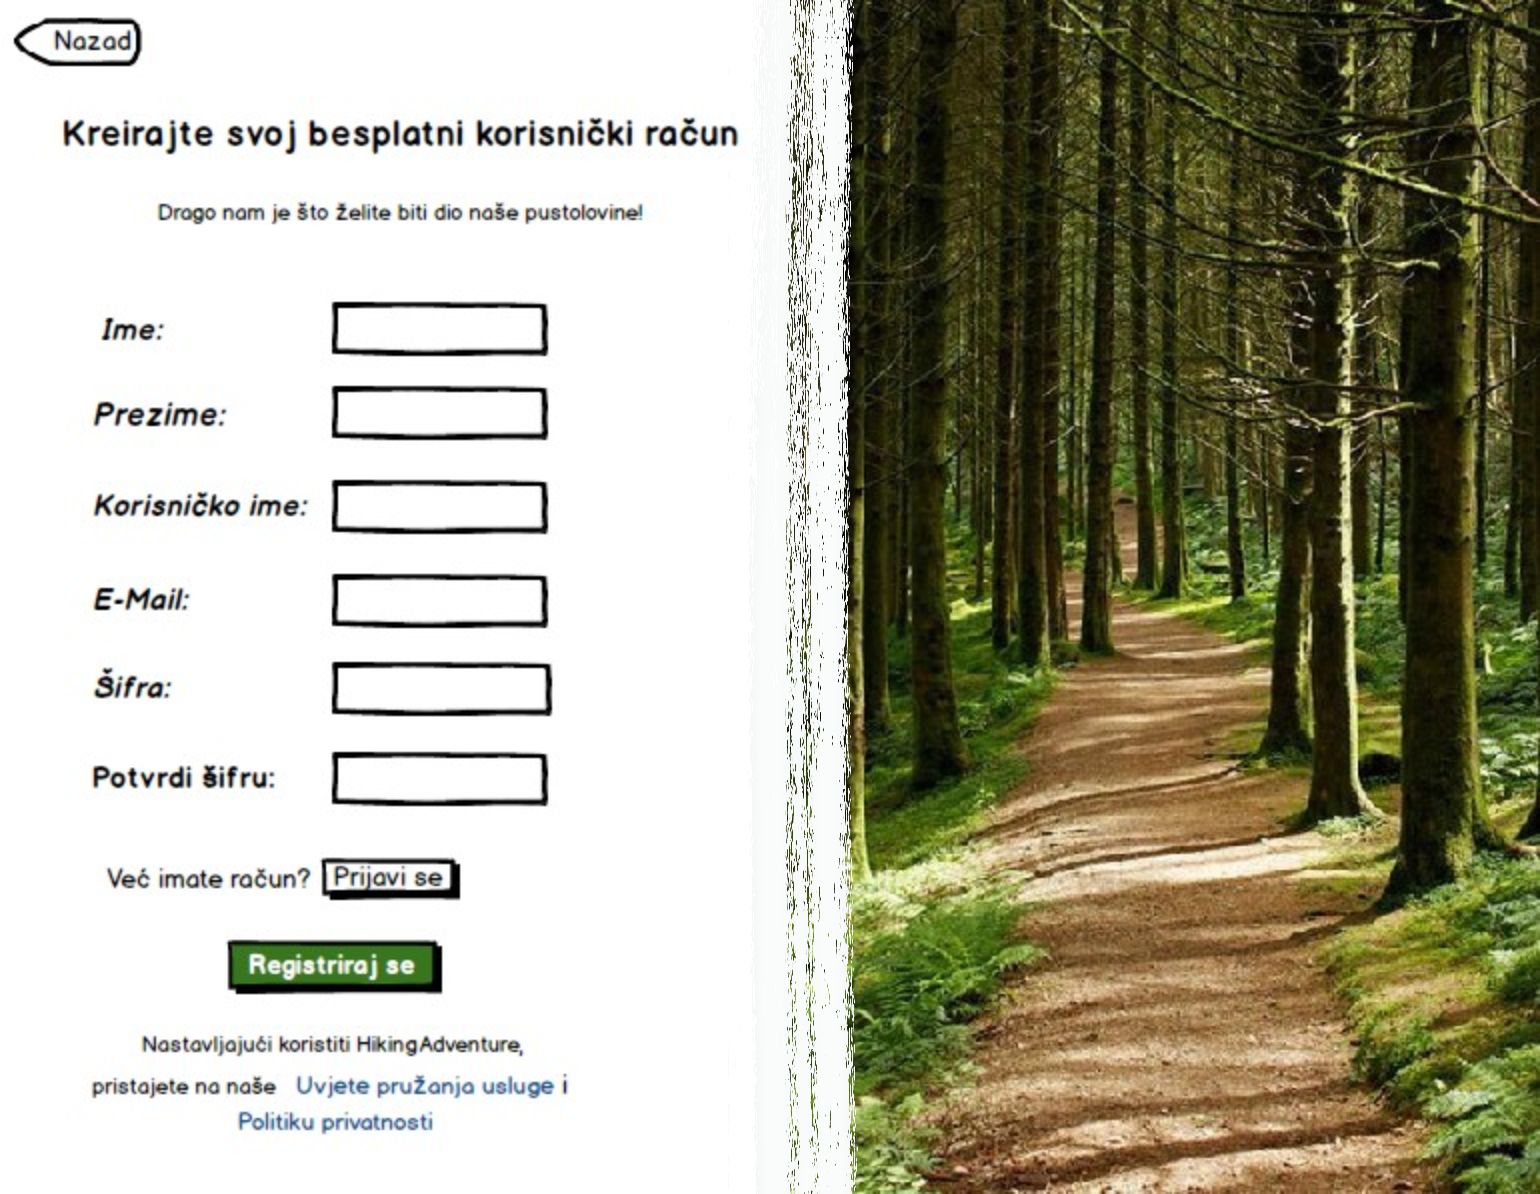 Nazad
Kreirajte svoj besplatni korisnički račun
Drago nam je što želite biti dio naše pustolovine!
Ime:
Prezime:
Korisničko ime:
E-Mail:
Šifra:
Potvrdi šifru:
Već imate račun? Prijavi se
Registriraj se
Nastavljajući koristiti HikingAdventure,
pristajete na naše Uvjete pružanja usluge i
Politiku privatnosti